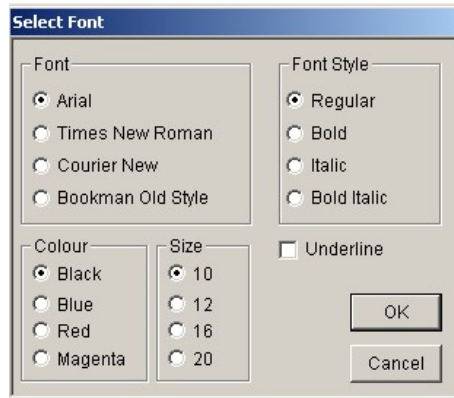 Select Font
Font
Arial
Times New Roman
Courier New
Bookman Old Style
Font Style
Regular
Bold
Italic
Bold Italic
Colour
Black
Blue
Red
Magenta
Size
10
12
16
20
Underline
OK
Cancel